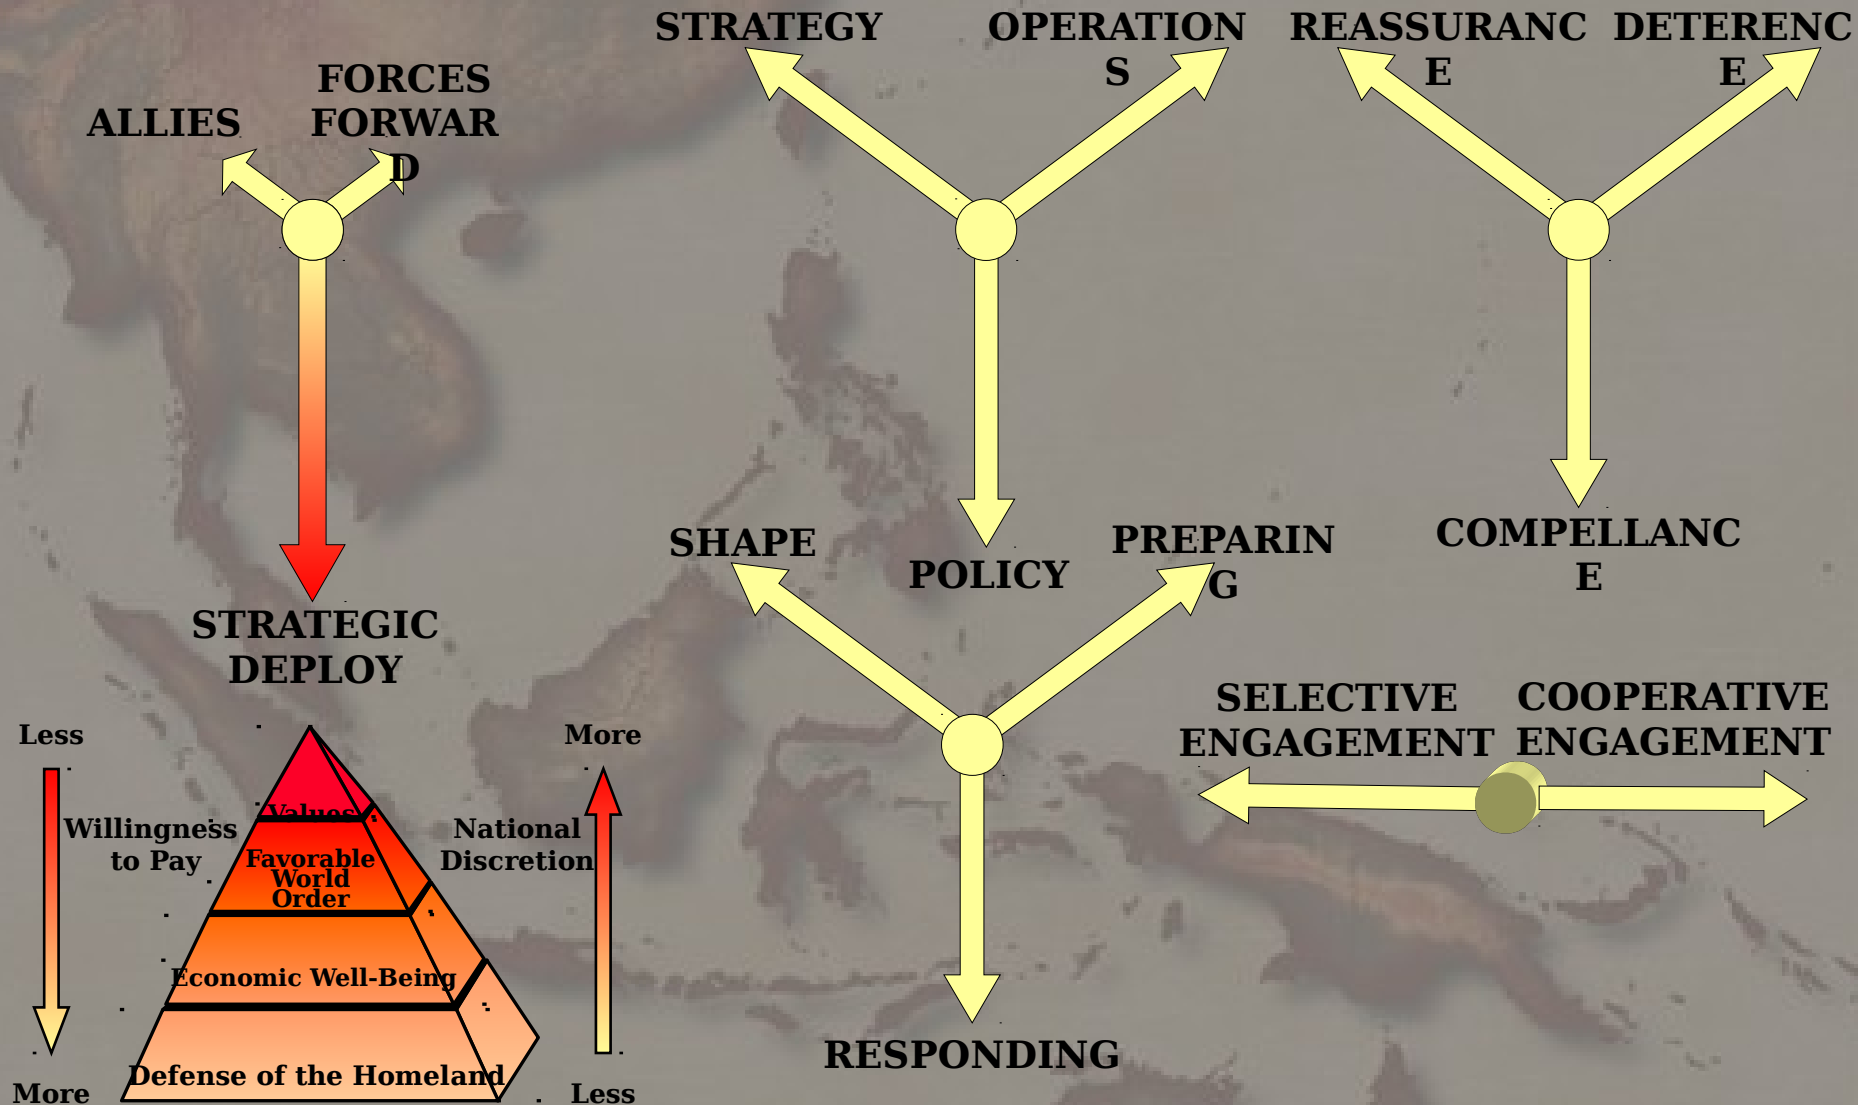 STRATEGY
OPERATION
S
REASSURANC
E
DETERENC
E
ALLIES
FORCES
FORWAR
D
POLICY
COMPELLANC
E
STRATEGIC
DEPLOY
SHAPE
PREPARIN
G
RESPONDING
SELECTIVE
ENGAGEMENT
COOPERATIVE
ENGAGEMENT
Less
Willingness
to Pay
More
Values
Favorable
World
Order
Economic Well-Being
Defense of the Homeland
More
National
Discretion
Less